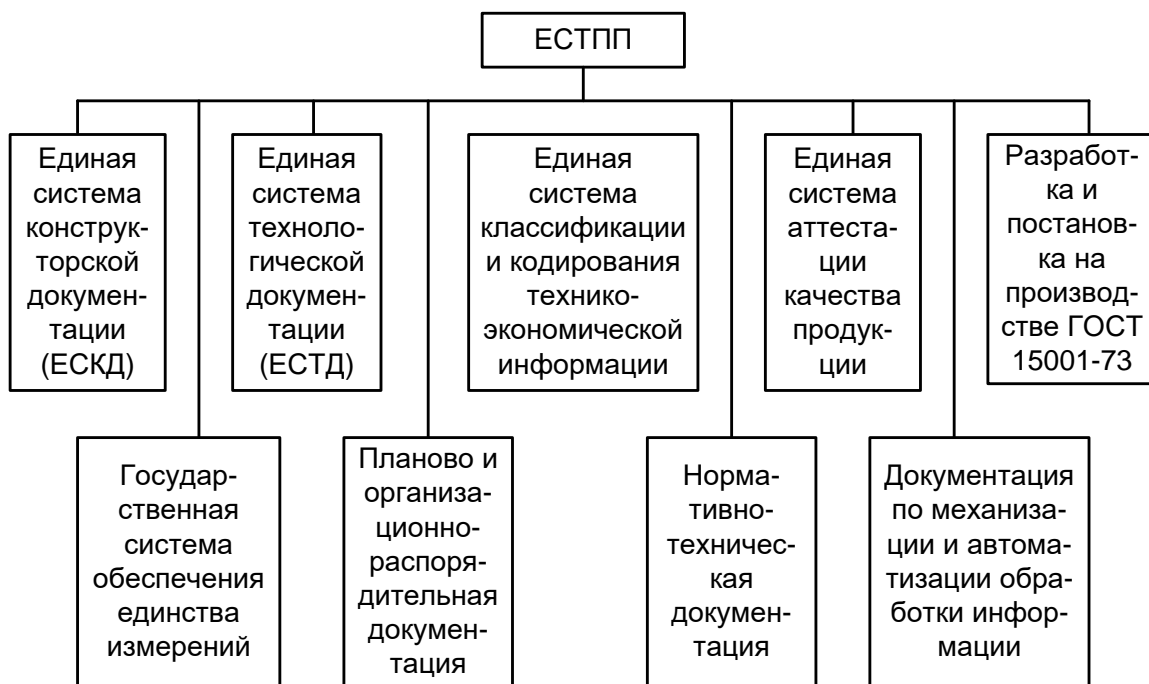 ЕСТПП
Единая
система
конструк-
торской
докумен-
тации
(ЕСКД)
Единая
система
техноло-
гической
докумен-
тации
(ЕСТД)
Единая
система
классификации
и кодирования
технико-
экономической
информации
Единая
система
аттеста-
ции
качества
продук-
ции
Разработ-
ка и
постанов-
ка на
производ-
стве ГОСТ
15001-73
Государ-
ственная
система
обеспечения
единства
измерений
Планово и
организа-
ционно-
распоря-
дительная
докумен-
тация
Норма-
тивно-
техничес-
кая
докумен-
тация
Документация
по механиза-
ции и автома-
тизации обра-
ботки инфор-
мации